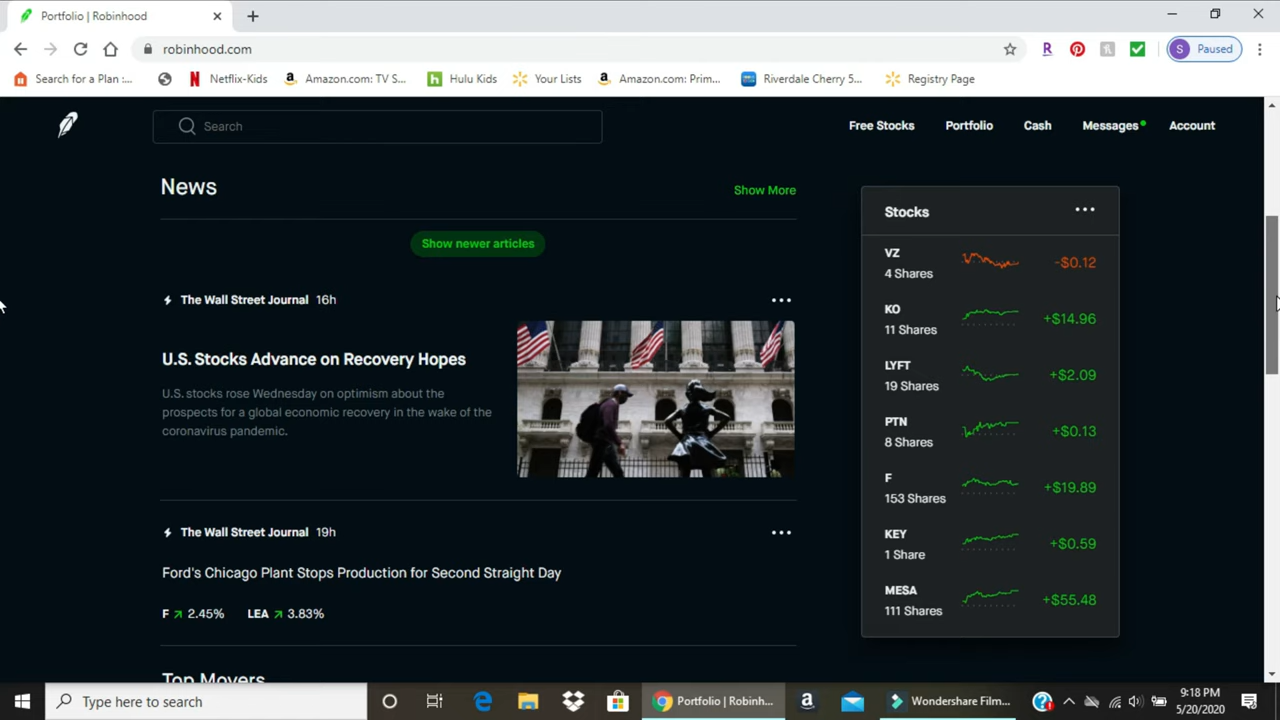 Portfolio | Robinhood
robinhood.com
S Paused
Search for a Plan :...
Netflix-Kids
Amazon.com: TV S...
Hulu Kids
Your Lists
Amazon.com: Prim...
Riverdale Cherry 5...
Registry Page
Search
Free Stocks
Portfolio
Cash
Messages
Account
News
Show More
Show newer articles
The Wall Street Journal 16h
U.S. Stocks Advance on Recovery Hopes
U.S. stocks rose Wednesday on optimism about the
prospects for a global economic recovery in the wake of the
coronavirus pandemic.
The Wall Street Journal 19h
Ford's Chicago Plant Stops Production for Second Straight Day
F 2.45% LEA 3.83%
Top Movers
Stocks
VZ
4 Shares
-$0.12
KO
11 Shares
+$14.96
LYFT
19 Shares
+$2.09
PTN
8 Shares
+$0.13
F
153 Shares
+$19.89
KEY
1 Share
+$0.59
MESA
111 Shares
+$55.48
Type here to search
Portfolio | Robinh...
Wondershare Film...
9:18 PM
5/20/2020